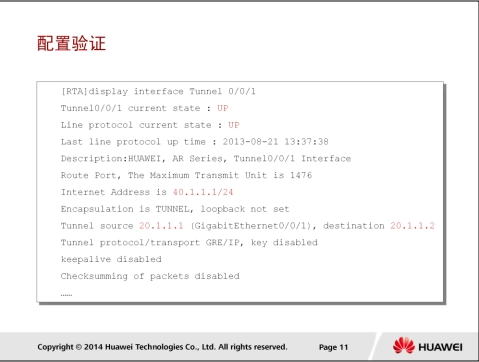 配置验证
[RTA]display interface Tunnel 0/0/1
Tunnel0/0/1 current state : UP
Line protocol current state : UP
Last line protocol up time : 2013-08-21 13:37:38
Description:HUAWEI, AR Series, Tunnel0/0/1 Interface
Route Port, The Maximum Transmit Unit is 1476
Internet Address is 40.1.1.1/24
Encapsulation is TUNNEL, loopback not set
Tunnel source 20.1.1.1 (GigabitEthernet0/0/1), destination 20.1.1.2
Tunnel protocol/transport GRE/IP, key disabled
keepalive disabled
Checksumming of packets disabled
……
Copyright © 2014 Huawei Technologies Co., Ltd. All rights reserved. Page 11 HUAWEI